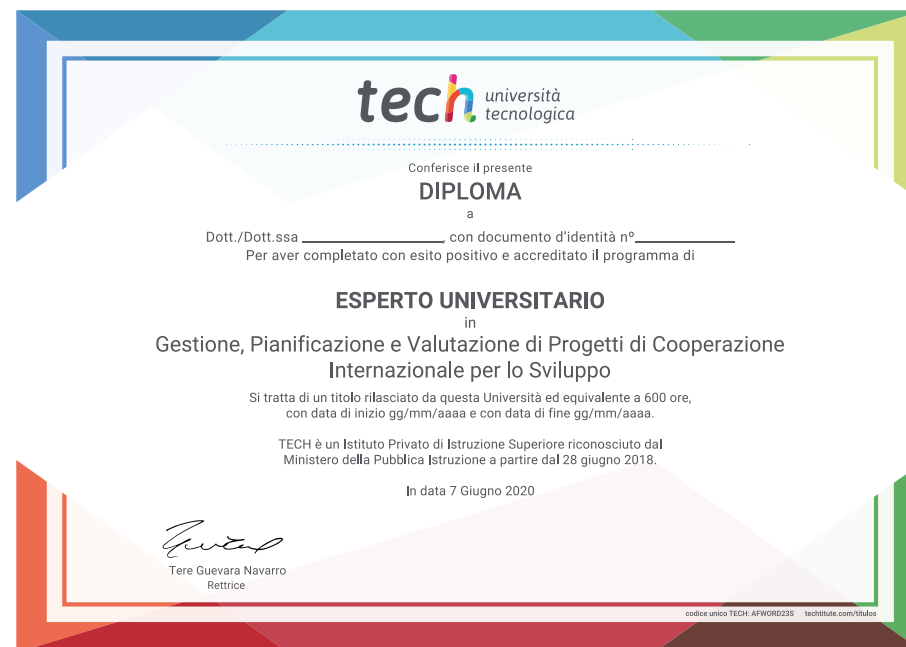 tech università
tecnologica
Conferisce il presente
DIPLOMA
a
Dott./Dott.ssa ________________, con documento d'identità nº____________
Per aver completato con esito positivo e accreditato il programma di
ESPERTO UNIVERSITARIO
in
Gestione, Pianificazione e Valutazione di Progetti di Cooperazione
Internazionale per lo Sviluppo
Si tratta di un titolo rilasciato da questa Università ed equivalente a 600 ore,
con data di inizio gg/mm/aaaa e con data di fine gg/mm/aaaa.
TECH è un Istituto Privato di Istruzione Superiore riconosciuto dal
Ministero della Pubblica Istruzione a partire dal 28 giugno 2018.
In data 7 Giugno 2020
Tere Guevara Navarro
Rettrice
codice unico TECH: AFWORD23S techtitute.com/titulos